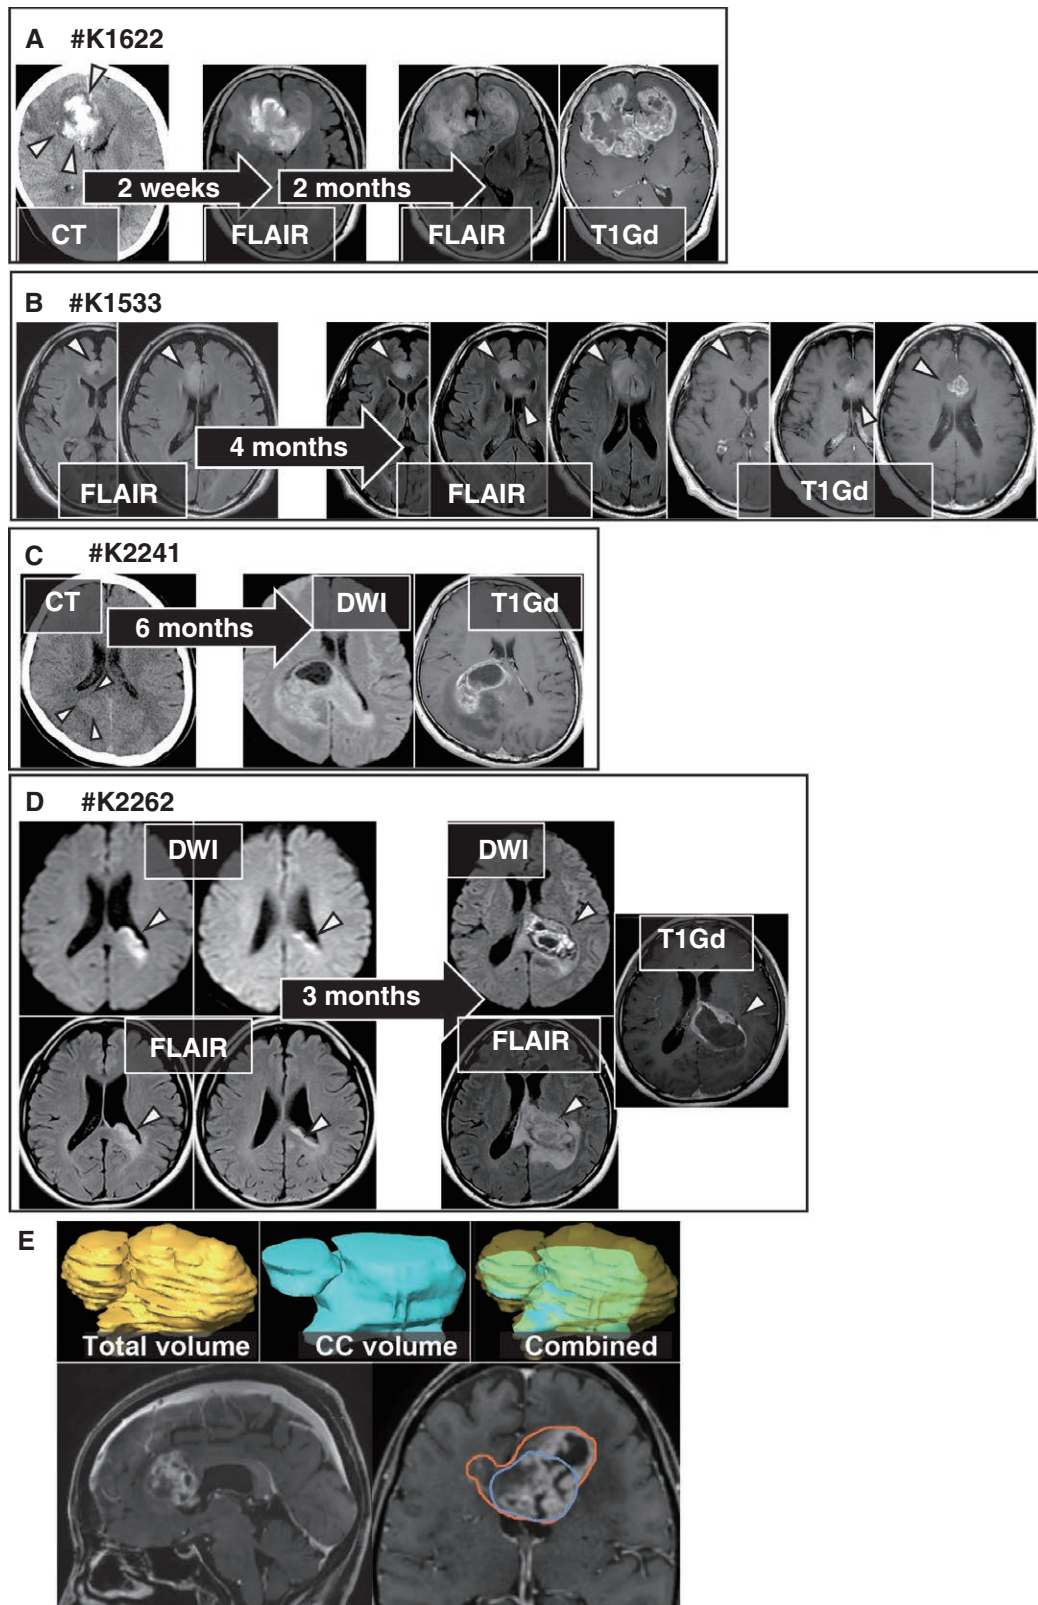 A #K1622
2 weeks
2 months
CT
FLAIR
FLAIR
T1Gd
B #K1533
4 months
FLAIR
FLAIR
T1Gd
C #K2241
CT
6 months
DWI
T1Gd
D #K2262
DWI
DWI
T1Gd
3 months
FLAIR
FLAIR
E
Total volume
CC volume
Combined